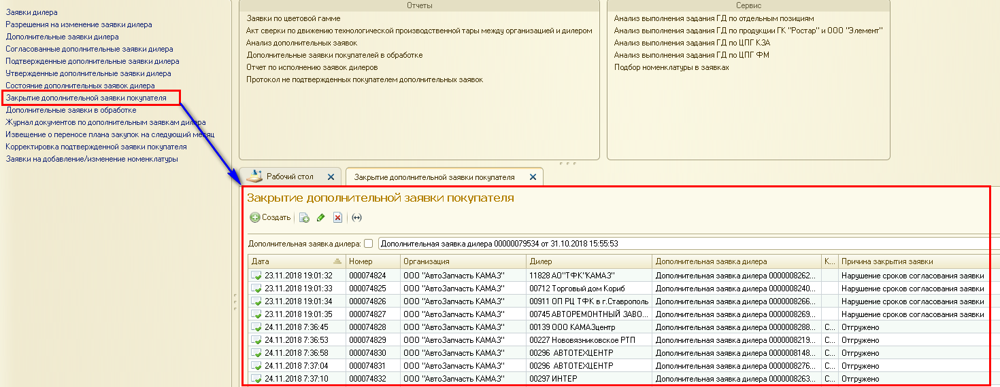 Заявки дилера
Разрешения на изменение заявки дилера
Дополнительные заявки дилера
Согласованные дополнительные заявки дилера
Подтвержденные дополнительные заявки дилера
Утвержденные дополнительные заявки дилера
Состояние дополнительных заявок дилера
Закрытие дополнительной заявки покупателя
Дополнительные заявки в обработке
Журнал документов по дополнительным заявкам дилера
Извещение о переносе плана закупок на следующий месяц
Корректировка подтвержденной заявки покупателя
Заявки на добавление/изменение номенклатуры
Отчеты
Заявки по цветовой гамме
Акт сверки по движению технологической производственной тары между организацией и дилером
Анализ дополнительных заявок
Дополнительные заявки покупателей в обработке
Отчет по исполнению заявок дилеров
Протокол не подтвержденных покупателем дополнительных заявок
Сервис
Анализ выполнения задания ГД по отдельным позициям
Анализ выполнения задания ГД по продукции ГК "Ростар" и ООО "Элемент"
Анализ выполнения задания ГД по ЦПГ КЗА
Анализ выполнения задания ГД по ЦПГ ФМ
Подбор номенклатуры в заявках
Рабочий стол
Закрытие дополнительной заявки покупателя
Закрытие дополнительной заявки покупателя
Создать
Дополнительная заявка дилера: Дополнительная заявка дилера 00000079534 от 31.10.2018 15:55:53
Дата Номер Организация Дилер Дополнительная заявка дилера К... Причина закрытия заявки
23.11.2018 19:01:32 000074824 ООО "АвтоЗапчасть КАМАЗ" 11828 АО"ТФК"КАМАЗ" Дополнительная заявка дилера 0000008262... Нарушение сроков согласования заявки
23.11.2018 19:01:33 000074825 ООО "АвтоЗапчасть КАМАЗ" 00712 Торговый дом Кориб Дополнительная заявка дилера 0000008240... Нарушение сроков согласования заявки
23.11.2018 19:01:34 000074826 ООО "АвтоЗапчасть КАМАЗ" 00911 ОП РЦ ТФК в г.Ставрополь Дополнительная заявка дилера 0000008266... Нарушение сроков согласования заявки
23.11.2018 19:01:35 000074827 ООО "АвтоЗапчасть КАМАЗ" 00745 АВТОРЕМОНТНЫЙ ЗАВО... Дополнительная заявка дилера 0000008269... Нарушение сроков согласования заявки
24.11.2018 7:36:45 000074828 ООО "АвтоЗапчасть КАМАЗ" 00139 ООО КАМАЗцентр Дополнительная заявка дилера 0000008288... С... Отгружено
24.11.2018 7:36:53 000074829 ООО "АвтоЗапчасть КАМАЗ" 00227 Нововязниковское РТП Дополнительная заявка дилера 0000008219... С... Отгружено
24.11.2018 7:36:58 000074830 ООО "АвтоЗапчасть КАМАЗ" 00296 АВТОТЕХЦЕНТР Дополнительная заявка дилера 0000008148... С... Отгружено
24.11.2018 7:37:04 000074831 ООО "АвтоЗапчасть КАМАЗ" 00296 АВТОТЕХЦЕНТР Дополнительная заявка дилера 0000008276... С... Отгружено
24.11.2018 7:37:10 000074832 ООО "АвтоЗапчасть КАМАЗ" 00297 ИНТЕР Дополнительная заявка дилера 0000008263... С... Отгружено